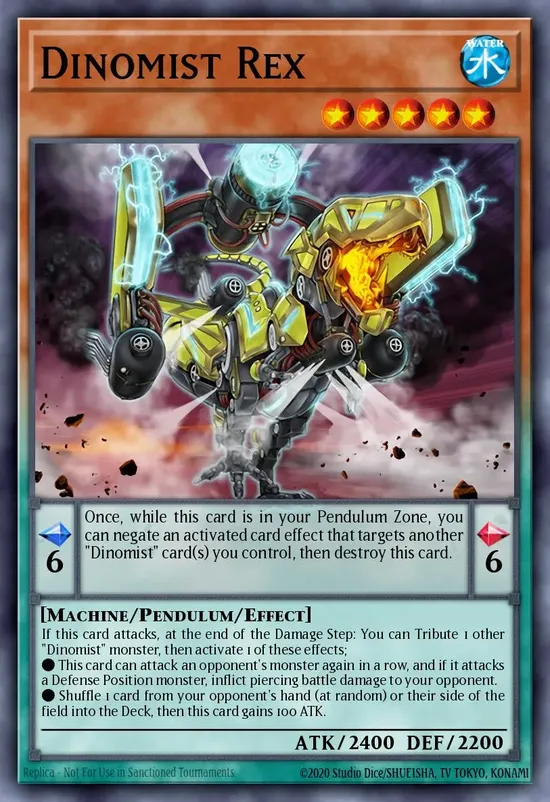 Dinomist Rex
WATER
水
6
Once, while this card is in your Pendulum Zone, you
can negate an activated card effect that targets another
"Dinomist" card(s) you control, then destroy this card.
6
[Machine/Pendulum/Effect]
If this card attacks, at the end of the Damage Step: You can Tribute 1 other
"Dinomist" monster, then activate 1 of these effects;
● This card can attack an opponent's monster again in a row, and if it attacks
a Defense Position monster, inflict piercing battle damage to your opponent.
● Shuffle 1 card from your opponent's hand (at random) or their side of the
field into the Deck, then this card gains 100 ATK.
ATK/2400 DEF/2200
Replica - Not For Use in Sanctioned Tournaments
©2020 Studio Dice/SHUEISHA, TV TOKYO, KONAMI